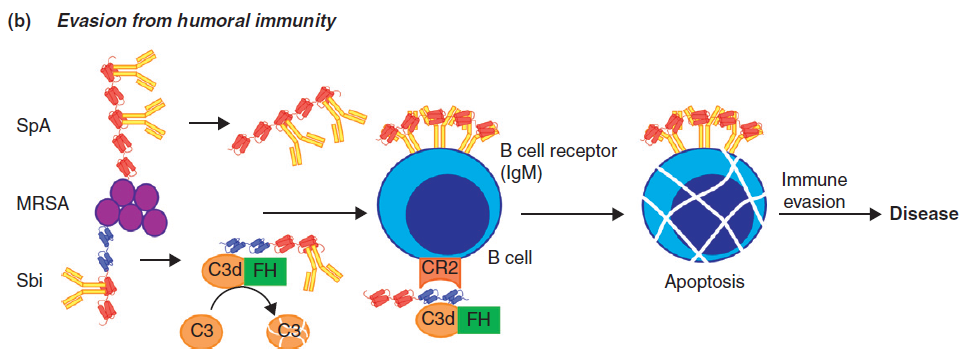 (b) Evasion from humoral immunity
SpA
MRSA
Sbi
C3d FH
C3 C3
B cell receptor
(IgM)
B cell
CR2
C3d FH
Apoptosis
Immune
evasion
Disease